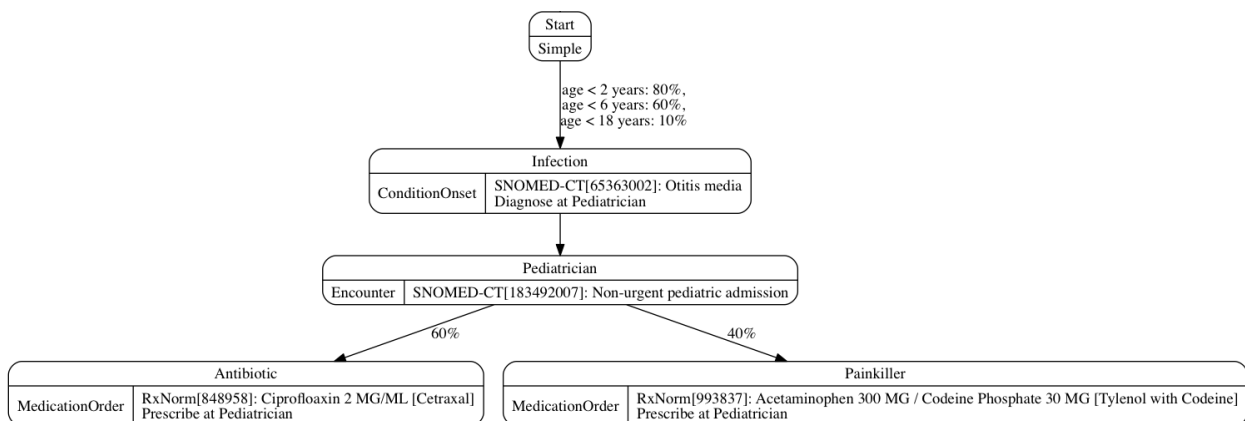 Start
Simple
age < 2 years: 80%,
age < 6 years: 60%,
age < 18 years: 10%
Infection
ConditionOnset
SNOMED-CT[65363002]: Otitis media
Diagnose at Pediatrician
Pediatrician
Encounter
SNOMED-CT[183492007]: Non-urgent pediatric admission
60%
40%
Antibiotic
MedicationOrder
RxNorm[848958]: Ciprofloaxin 2 MG/ML [Cetraxal]
Prescribe at Pediatrician
Painkiller
MedicationOrder
RxNorm[993837]: Acetaminophen 300 MG / Codeine Phosphate 30 MG [Tylenol with Codeine]
Prescribe at Pediatrician